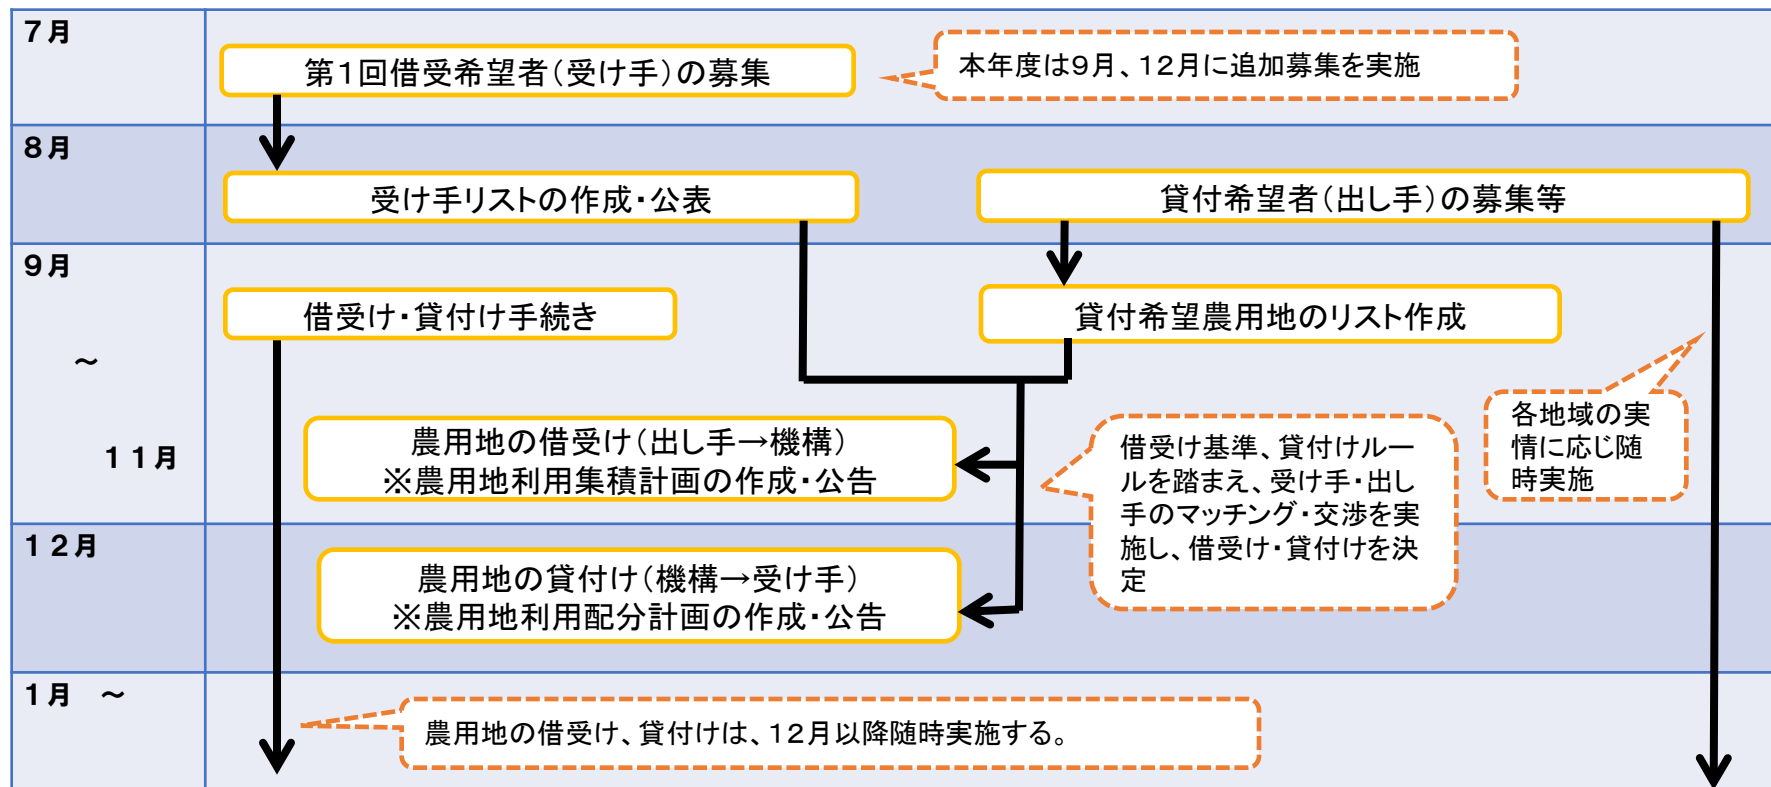 ７月
第１回借受希望者（受け手）の募集
本年度は９月、１２月に追加募集を実施
８月
受け手リストの作成・公表
貸付希望者（出し手）の募集等
９月
借受け・貸付け手続き
貸付希望農用地のリスト作成
～
１１月
農用地の借受け（出し手→機構）
※農用地利用集積計画の作成・公告
借受け基準、貸付けルー
ルを踏まえ、受け手・出し
手のマッチング・交渉を実
施し、借受け・貸付けを決
定
各地域の実
情に応じ随
時実施
１２月
農用地の貸付け（機構→受け手）
※農用地利用配分計画の作成・公告
１月　～
農用地の借受け、貸付けは、１２月以降随時実施する。